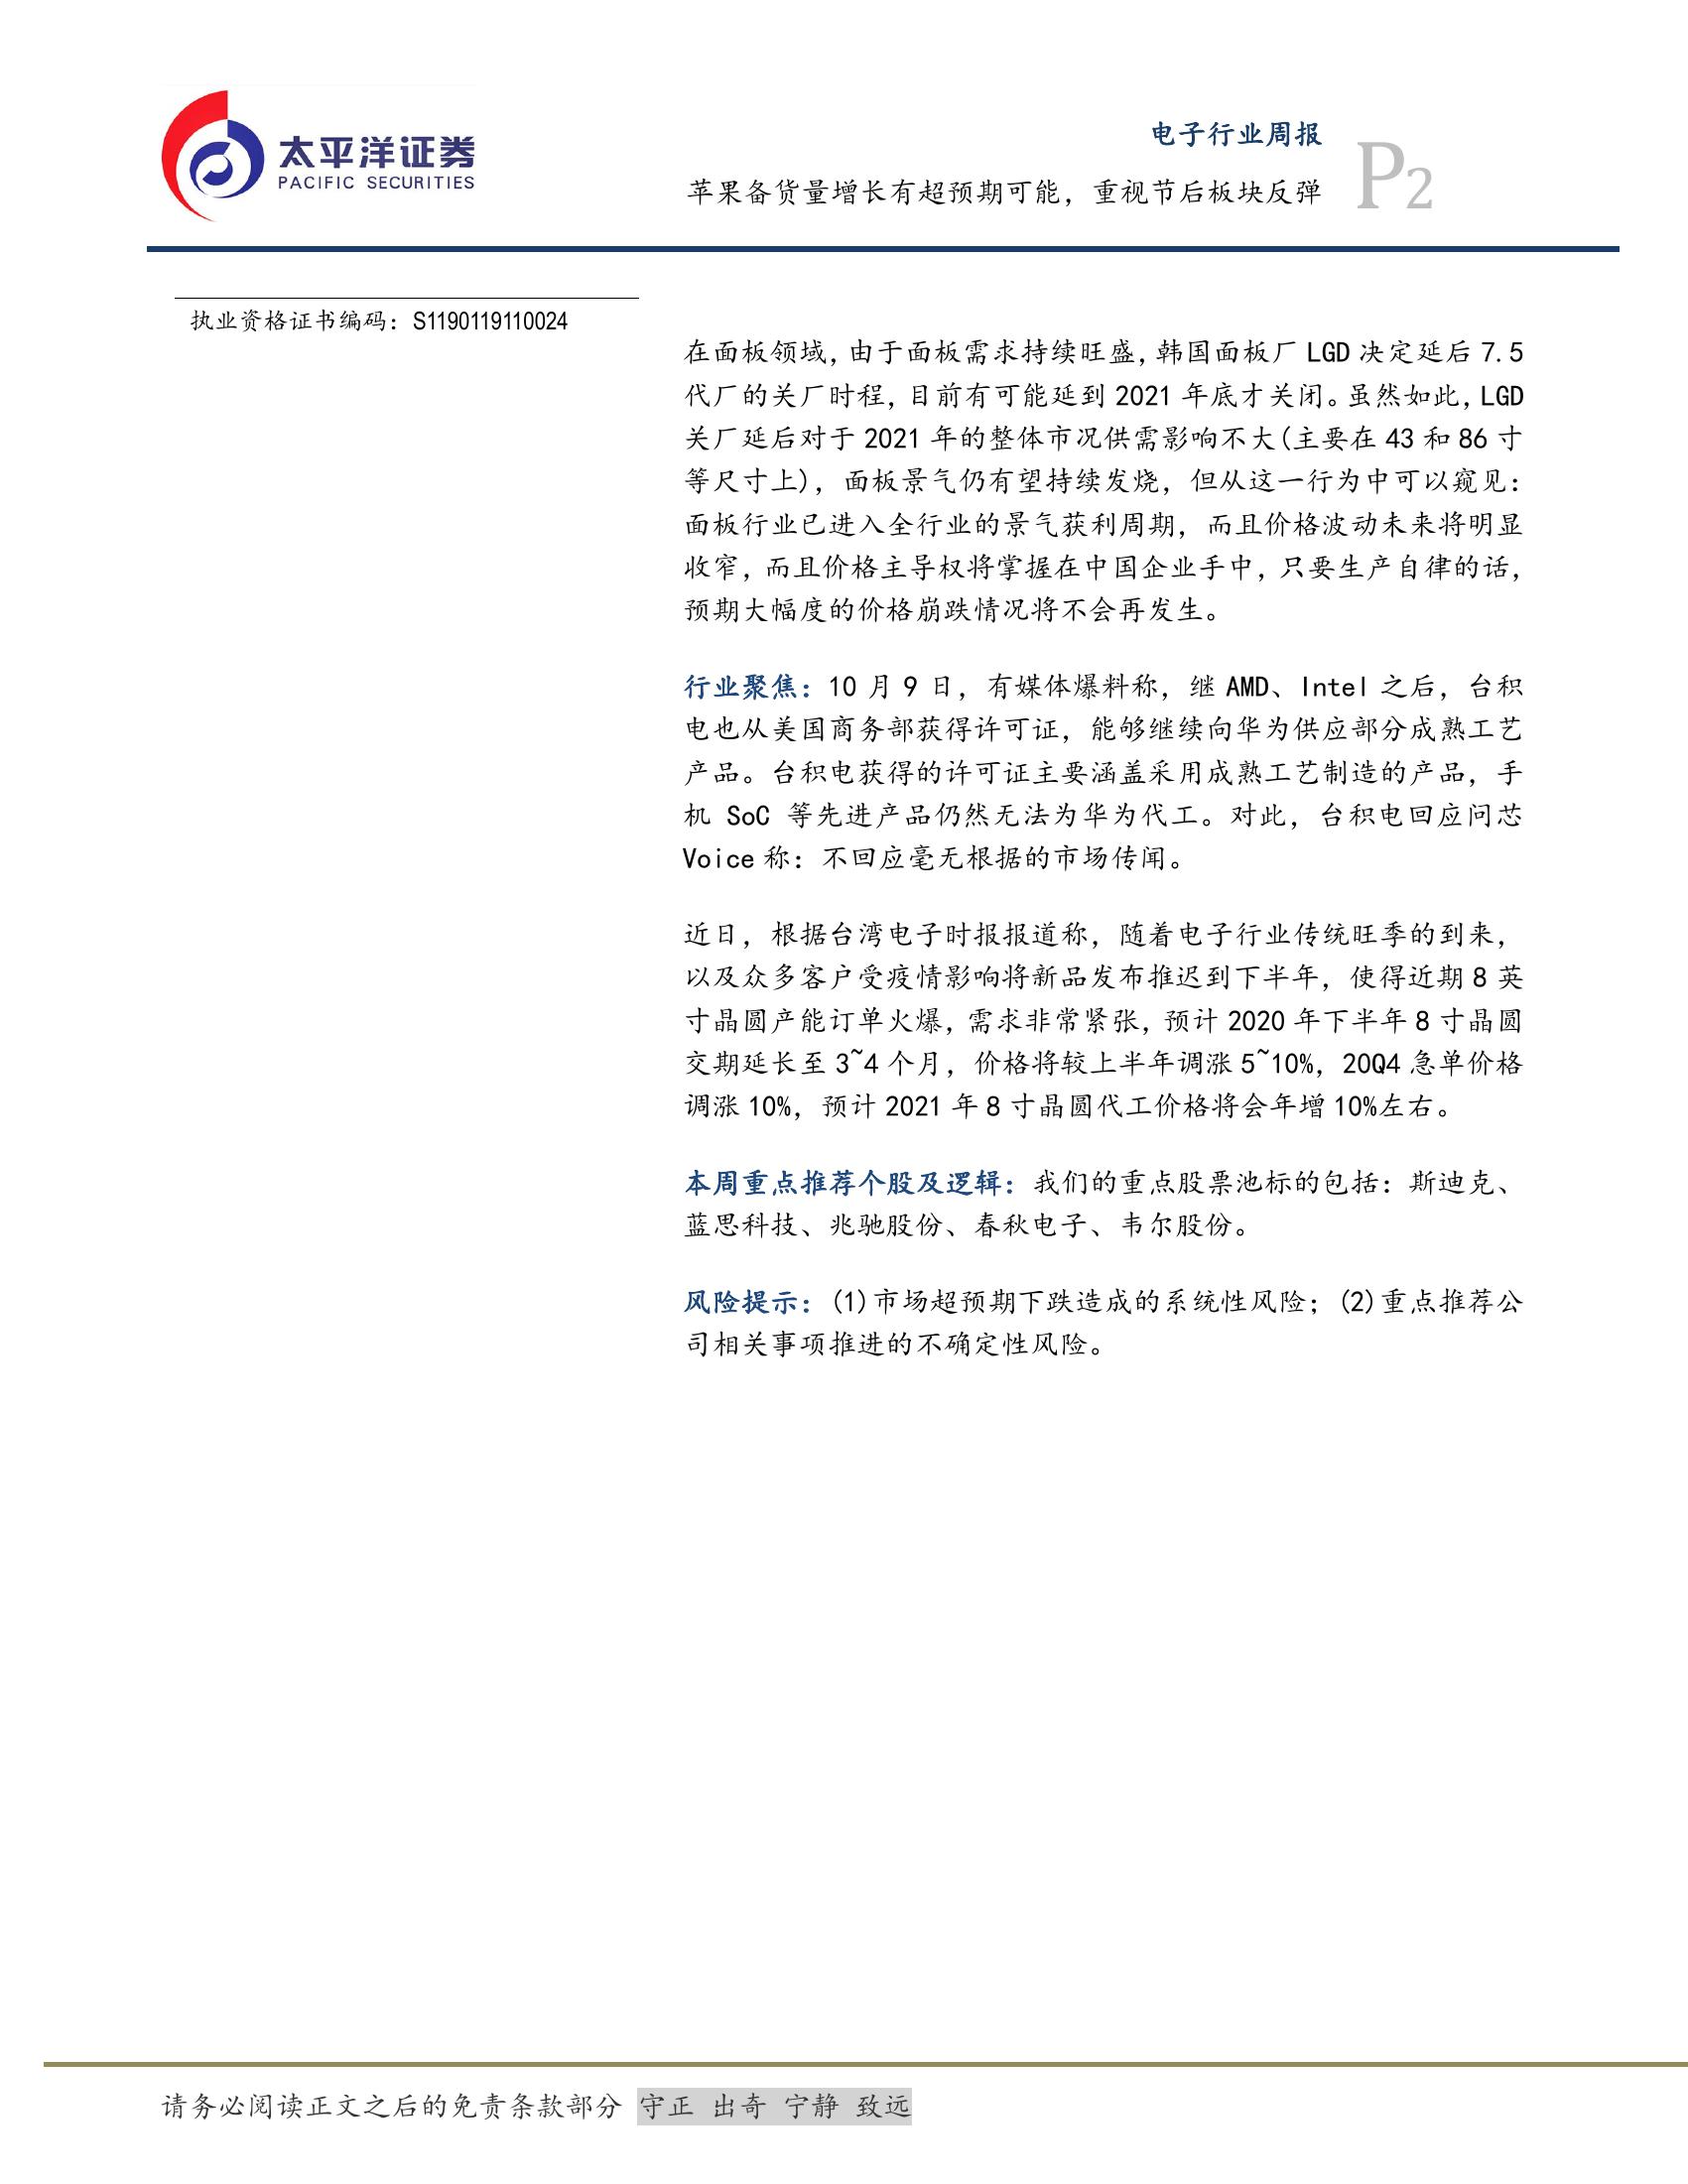 太平洋证券
PACIFIC SECURITIES
电子行业周报
苹果备货量增长有超预期可能，重视节后板块反弹
P2
执业资格证书编码：S1190119110024
在面板领域，由于面板需求持续旺盛，韩国面板厂 LGD 决定延后 7.5
代厂的关厂时程，目前有可能延到 2021 年底才关闭。虽然如此，LGD
关厂延后对于 2021 年的整体市况供需影响不大(主要在 43 和 86 寸
等尺寸上)，面板景气仍有望持续发烧，但从这一行为中可以窥见：
面板行业已进入全行业的景气获利周期，而且价格波动未来将明显
收窄，而且价格主导权将掌握在中国企业手中，只要生产自律的话，
预期大幅度的价格崩跌情况将不会再发生。
行业聚焦：10 月 9 日，有媒体爆料称，继 AMD、Intel 之后，台积
电也从美国商务部获得许可证，能够继续向华为供应部分成熟工艺
产品。台积电获得的许可证主要涵盖采用成熟工艺制造的产品，手
机 SoC 等先进产品仍然无法为华为代工。对此，台积电回应问芯
Voice 称：不回应毫无根据的市场传闻。
近日，根据台湾电子时报报道称，随着电子行业传统旺季的到来，
以及众多客户受疫情影响将新品发布推迟到下半年，使得近期 8 英
寸晶圆产能订单火爆，需求非常紧张，预计 2020 年下半年 8 寸晶圆
交期延长至 3~4 个月，价格将较上半年调涨 5~10%，20Q4 急单价格
调涨 10%，预计 2021 年 8 寸晶圆代工价格将会年增 10%左右。
本周重点推荐个股及逻辑：我们的重点股票池标的包括：斯迪克、
蓝思科技、兆驰股份、春秋电子、韦尔股份。
风险提示：(1)市场超预期下跌造成的系统性风险；(2)重点推荐公
司相关事项推进的不确定性风险。
请务必阅读正文之后的免责条款部分 守正 出奇 宁静 致远